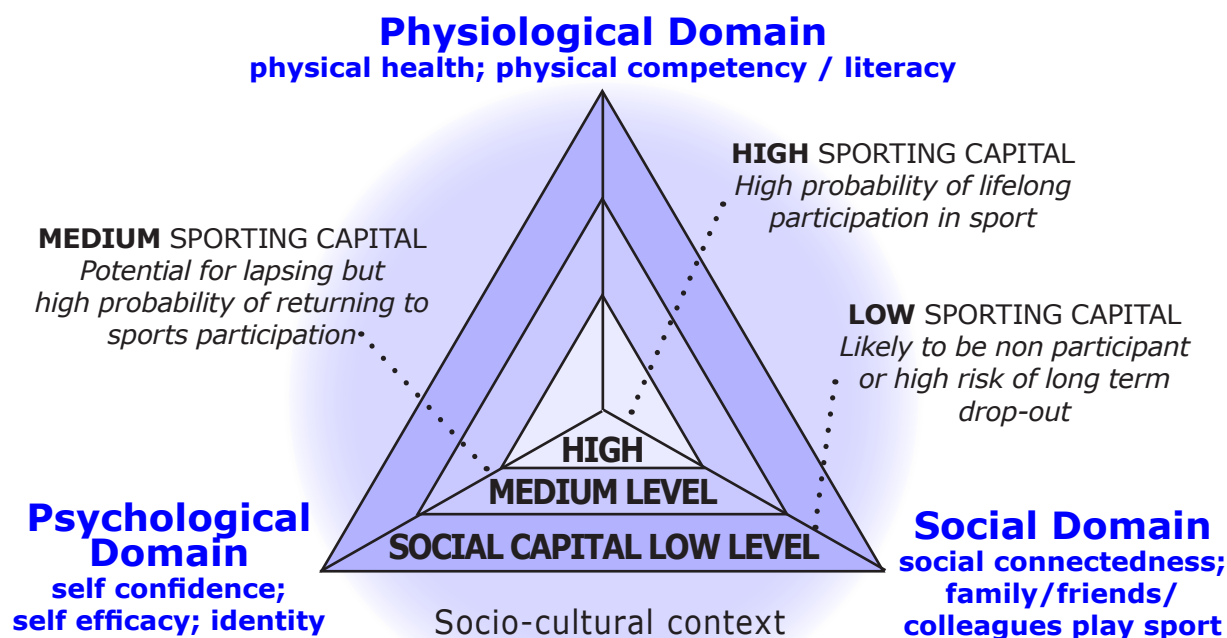 Physiological Domain
physical health; physical competency / literacy
HIGH SPORTING CAPITAL
High probability of lifelong
participation in sport
MEDIUM SPORTING CAPITAL
Potential for lapsing but
high probability of returning to
sports participation
LOW SPORTING CAPITAL
Likely to be non participant
or high risk of long term
drop-out
HIGH
MEDIUM LEVEL
SOCIAL CAPITAL LOW LEVEL
Psychological
Domain
self confidence;
self efficacy; identity
Social Domain
social connectedness;
family/friends/
colleagues play sport
Socio-cultural context